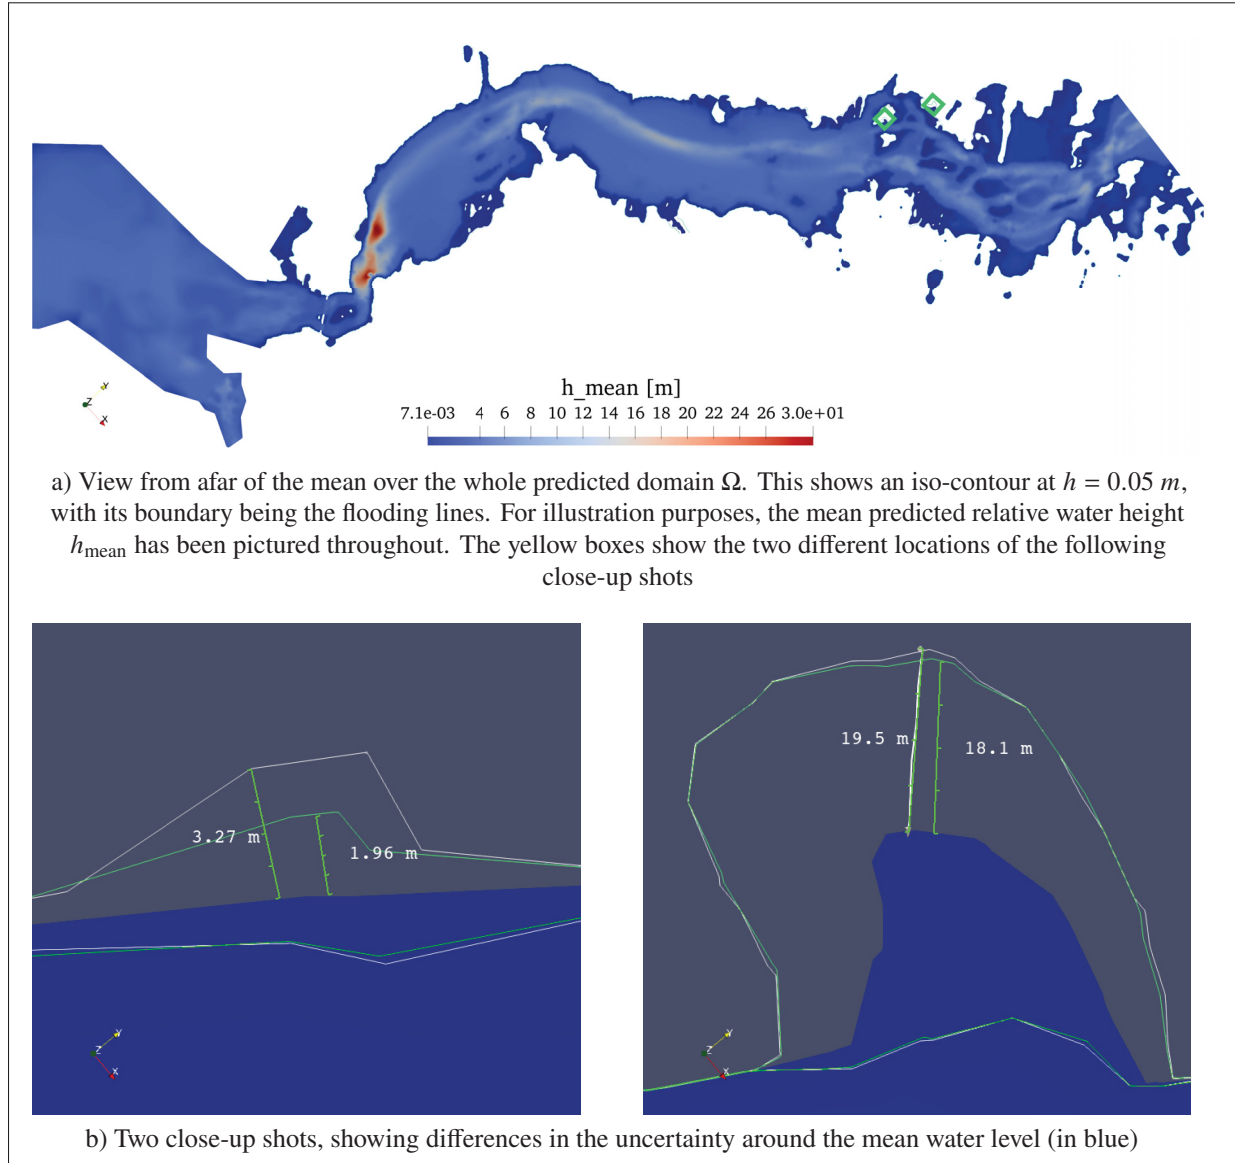 Y
Z
X
h_mean [m]
7.1e-03 4 6 8 10 12 14 16 18 20 22 24 26 3.0e+01
a) View from afar of the mean over the whole predicted domain Ω. This shows an iso-contour at h = 0.05 m,
with its boundary being the flooding lines. For illustration purposes, the mean predicted relative water height
h_mean has been pictured throughout. The yellow boxes show the two different locations of the following
close-up shots
3.27 m
1.96 m
Y
Z
X
19.5 m
18.1 m
Y
Z
X
b) Two close-up shots, showing differences in the uncertainty around the mean water level (in blue)